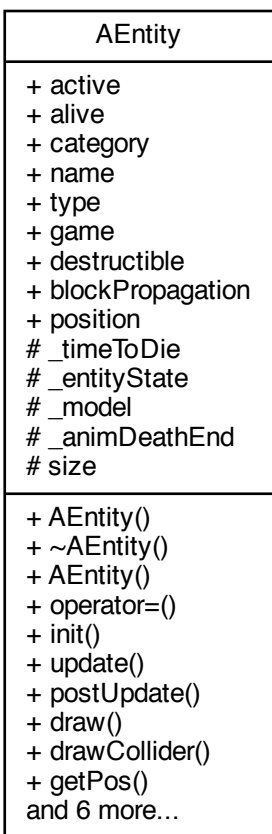 AEntity
+ active
+ alive
+ category
+ name
+ type
+ game
+ destructible
+ blockPropagation
+ position
# _timeToDie
# _entityState
# _model
# _animDeathEnd
# size
+ AEntity()
+ ~AEntity()
+ AEntity()
+ operator=()
+ init()
+ update()
+ postUpdate()
+ draw()
+ drawCollider()
+ getPos()
and 6 more...